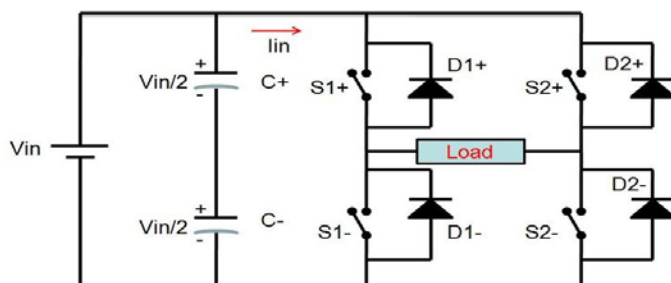 Iin
+
+
D1+
D2+
Vin/2
C+
S1+
S2+
-
Vin
Load
+
D2-
Vin/2
C-
S1-
D1-
S2-
-